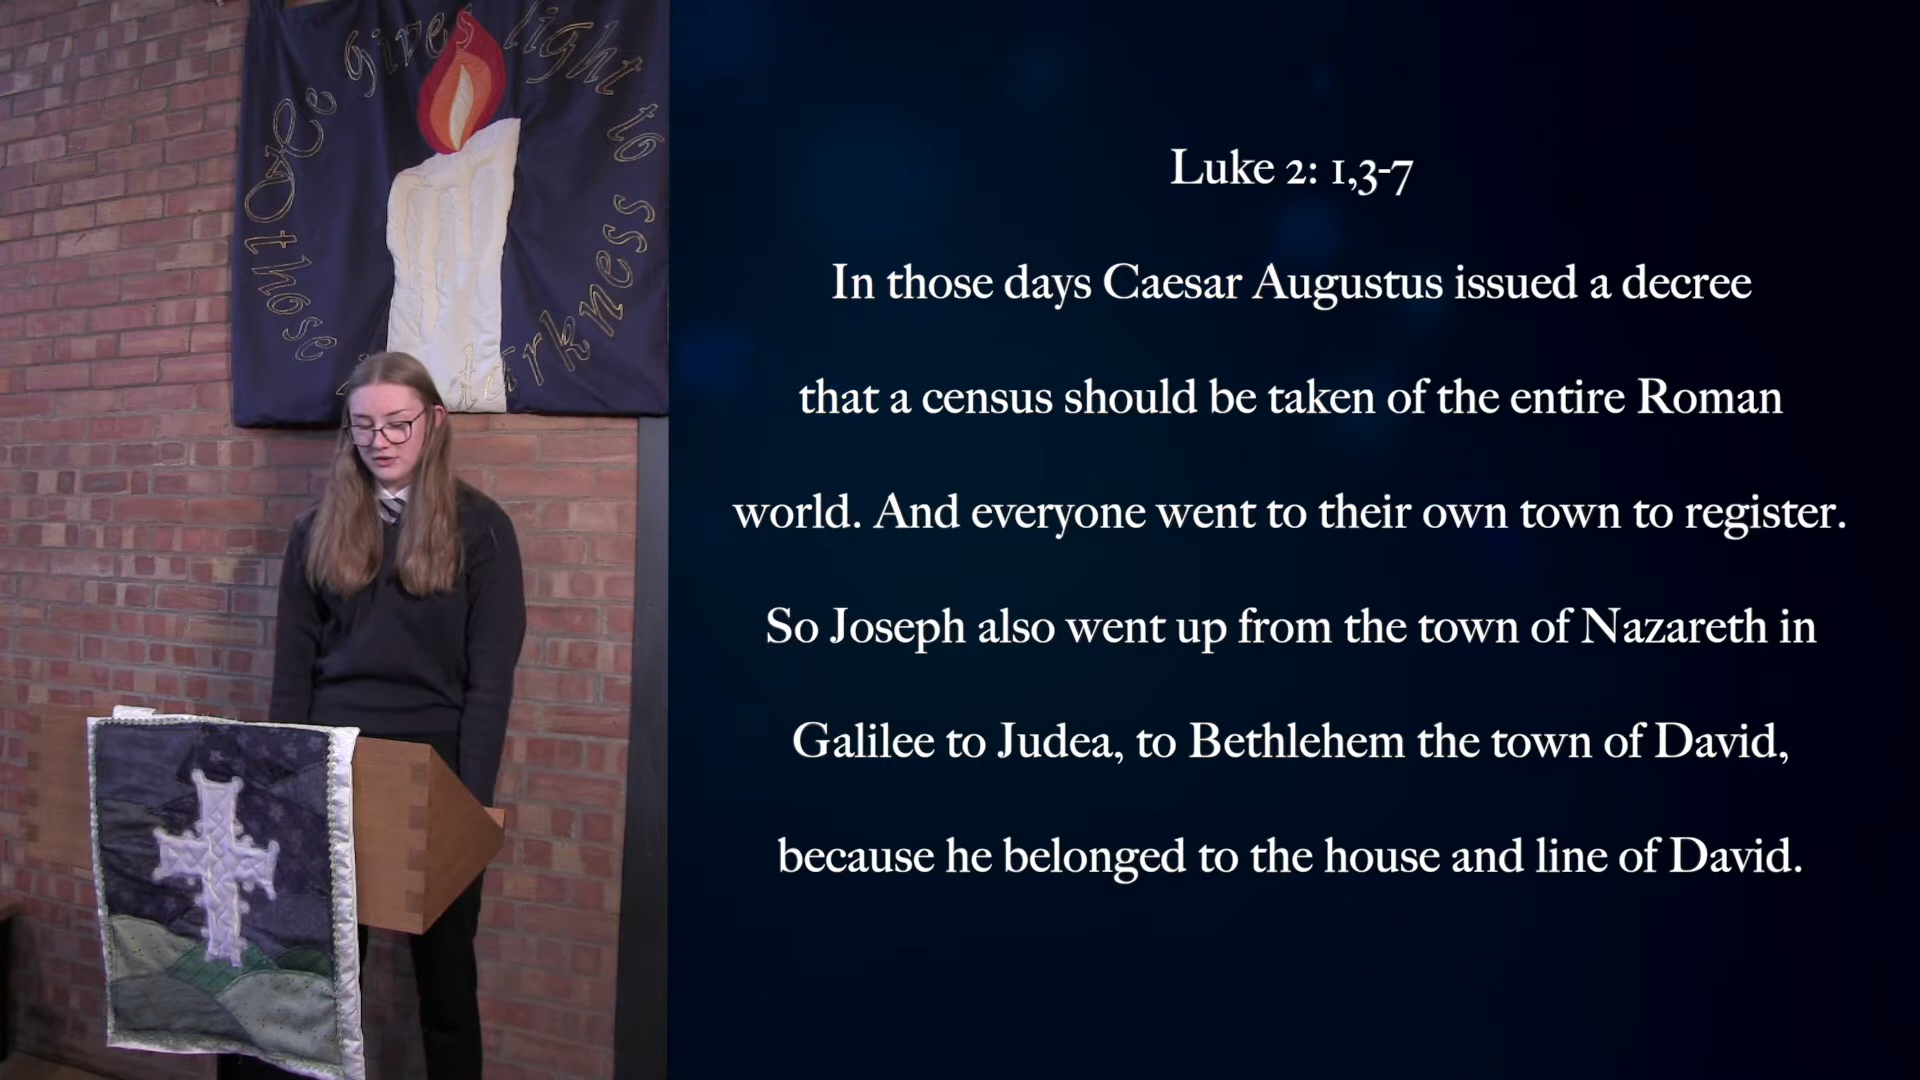 He gives light to
those in darkness to
Luke 2: 1,3-7
In those days Caesar Augustus issued a decree
that a census should be taken of the entire Roman
world. And everyone went to their own town to register.
So Joseph also went up from the town of Nazareth in
Galilee to Judea, to Bethlehem the town of David,
because he belonged to the house and line of David.